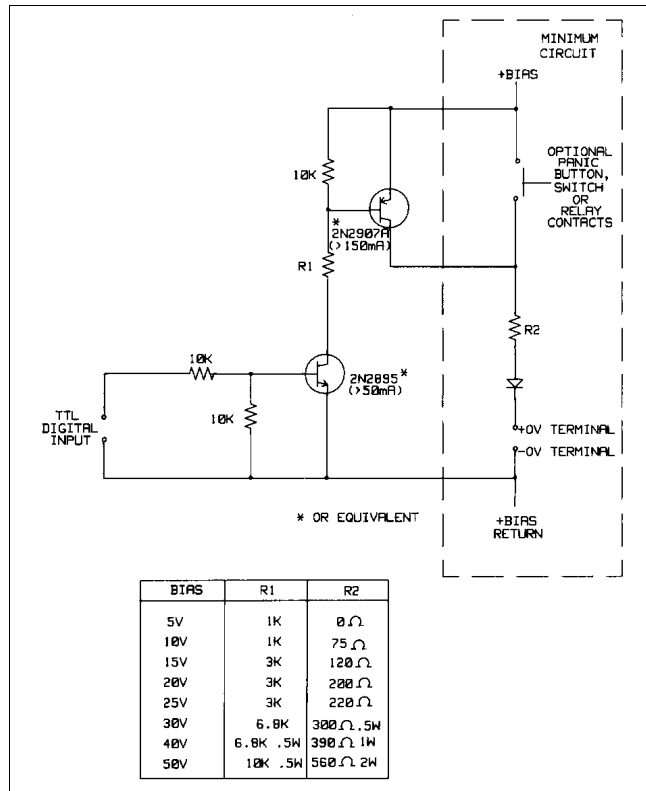 MINIMUM
CIRCUIT
+BIAS
OPTIONAL
PANIC
BUTTON,
SWITCH
OR
RELAY
CONTACTS
10K
*
2N2907A
(>150mA)
R1
R2
10K
2N2895*
(>50mA)
10K
TTL
DIGITAL
INPUT
+OV TERMINAL
-OV TERMINAL
* OR EQUIVALENT
+BIAS
RETURN
BIAS R1 R2
5V 1K 0Ω
10V 1K 75Ω
15V 3K 120Ω
20V 3K 200Ω
25V 3K 220Ω
30V 6.8K 300Ω.5W
40V 6.8K .5W 390Ω 1W
50V 10K .5W 560Ω 2W